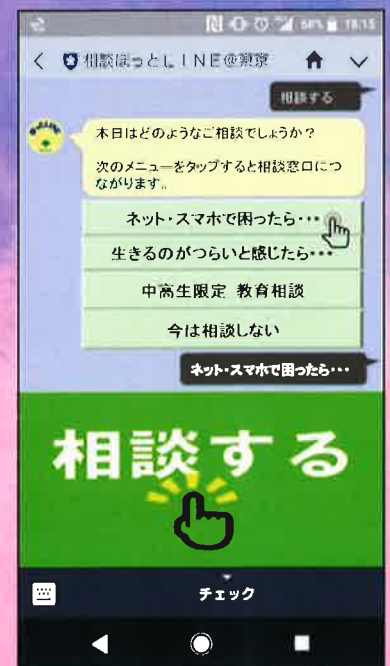 58% 18:15
相談ほっとLINE@東京
相談する
本日はどのようなご相談でしょうか？
次のメニューをタップすると相談窓口につ
ながります。
ネット・スマホで困ったら・・・
生きるのがつらいと感じたら・・・
中高生限定 教育相談
今は相談しない
ネット・スマホで困ったら・・・
相談する
チェック